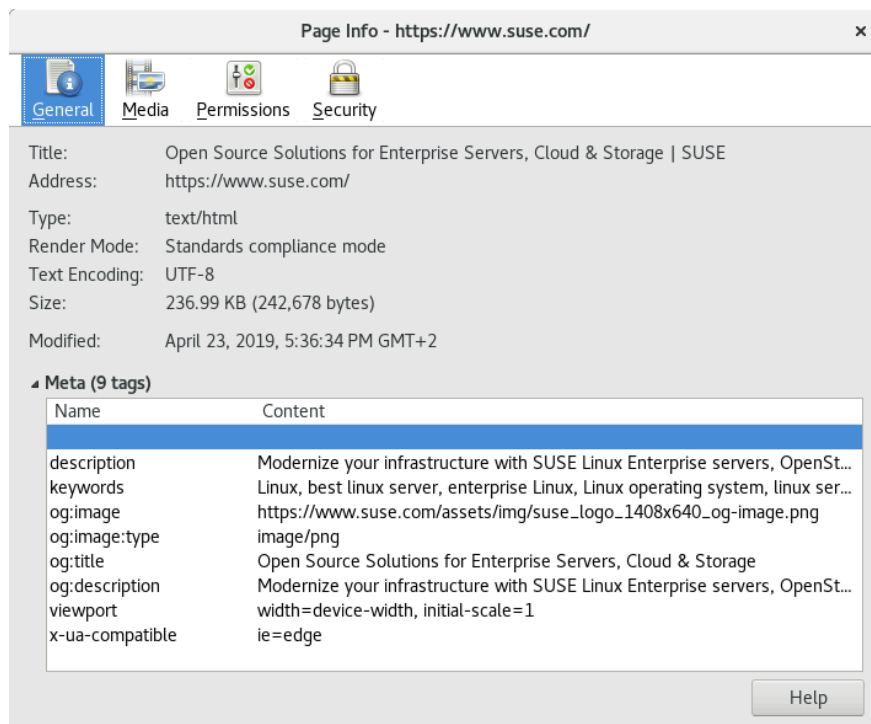 Page Info - https://www.suse.com/
General Media Permissions Security
Title: Open Source Solutions for Enterprise Servers, Cloud & Storage | SUSE
Address: https://www.suse.com/
Type: text/html
Render Mode: Standards compliance mode
Text Encoding: UTF-8
Size: 236.99 KB (242,678 bytes)
Modified: April 23, 2019, 5:36:34 PM GMT+2
Meta (9 tags)
Name Content
description Modernize your infrastructure with SUSE Linux Enterprise servers, OpenSt...
keywords Linux, best linux server, enterprise Linux, Linux operating system, linux ser...
og:image https://www.suse.com/assets/img/suse_logo_1408x640_og-image.png
og:image:type image/png
og:title Open Source Solutions for Enterprise Servers, Cloud & Storage
og:description Modernize your infrastructure with SUSE Linux Enterprise servers, OpenSt...
viewport width=device-width, initial-scale=1
x-ua-compatible ie=edge
Help